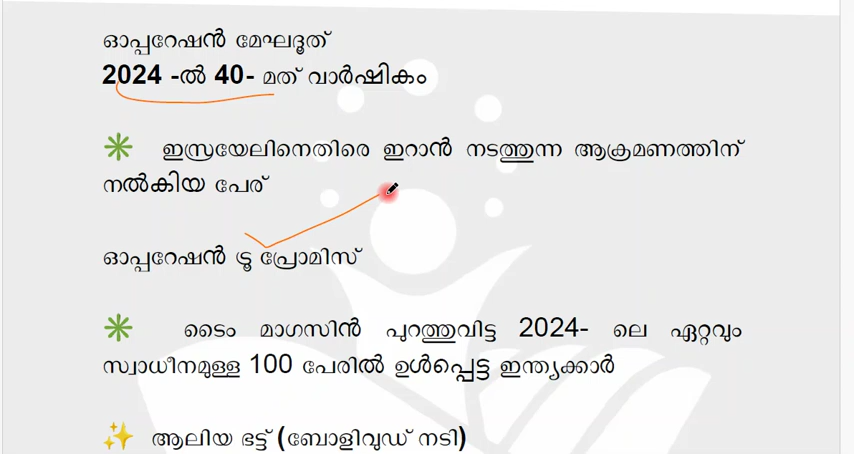 ഓപ്പറേഷൻ മേഘദൂത്
2024 -ൽ 40- മത് വാർഷികം
✳ ഇസ്രയേലിനെതിരെ ഇറാൻ നടത്തുന്ന ആക്രമണത്തിന്
നൽകിയ പേര്
ഓപ്പറേഷൻ ട്രൂ പ്രോമിസ്
✳ ടൈം മാഗസിൻ പുറത്തുവിട്ട 2024- ലെ ഏറ്റവും
സ്വാധീനമുള്ള 100 പേരിൽ ഉൾപ്പെട്ട ഇന്ത്യക്കാർ
✨ ആലിയ ഭട്ട് (ബോളിവുഡ് നടി)